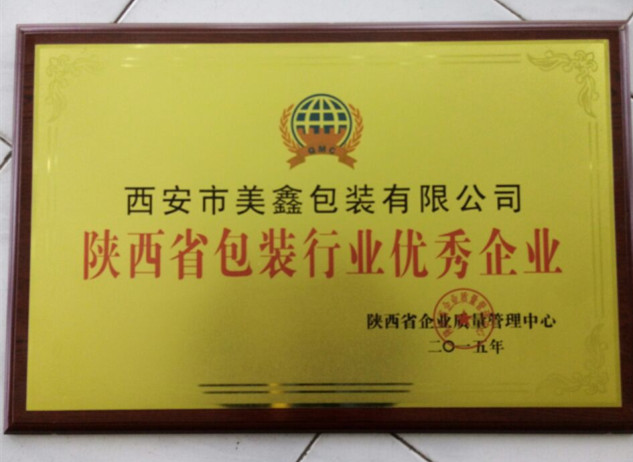 QMC
西安市美鑫包装有限公司
陕西省包装行业优秀企业
陕西省企业质量管理中心
二〇一五年